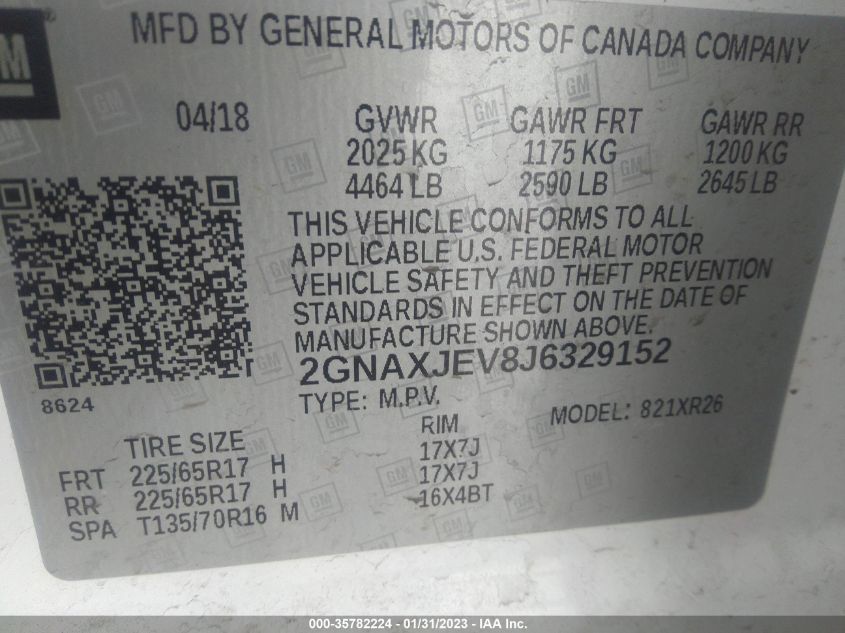 GM
MFD BY GENERAL MOTORS OF CANADA COMPANY
04/18 GVWR GAWR FRT GAWR RR
2025 KG 1175 KG 1200 KG
4464 LB 2590 LB 2645 LB
THIS VEHICLE CONFORMS TO ALL
APPLICABLE U.S. FEDERAL MOTOR
VEHICLE SAFETY AND THEFT PREVENTION
STANDARDS IN EFFECT ON THE DATE OF
MANUFACTURE SHOWN ABOVE.
2GNAXJEV8J6329152
8624
TYPE: M.P.V. MODEL: 821XR26
TIRE SIZE RIM
FRT 225/65R17 H 17X7J
RR 225/65R17 H 17X7J
SPA T135/70R16 M 16X4BT
000-35782224 - 01/31/2023 - IAA Inc.